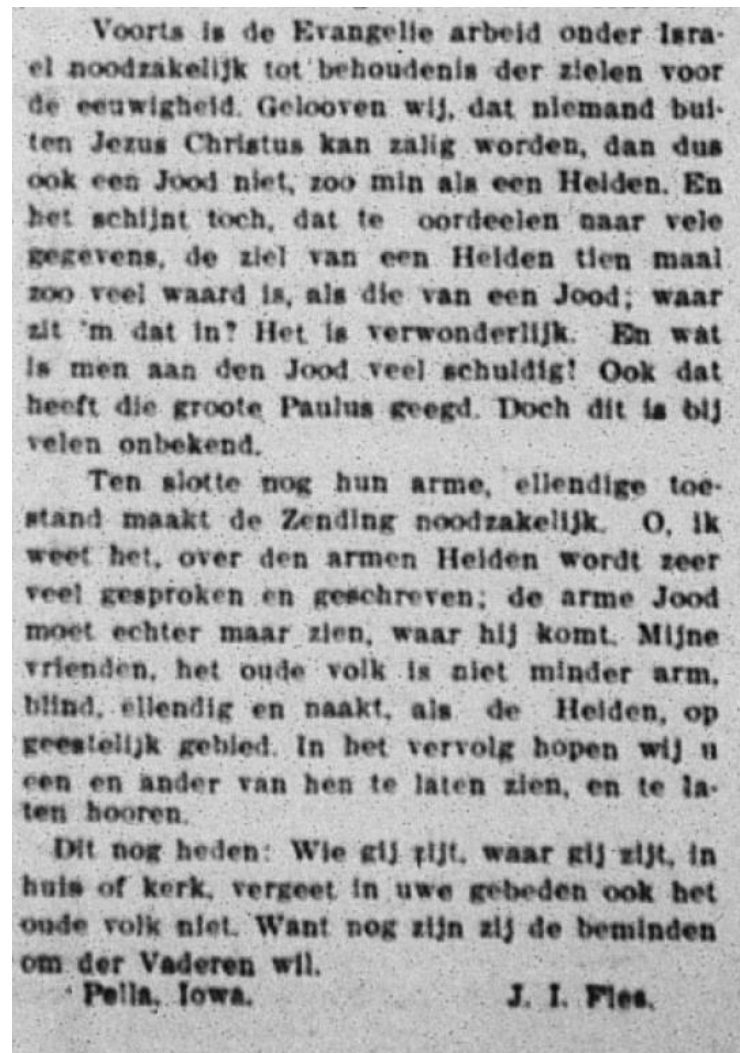 Voorts is de Evangelie arbeid onder Isra-
el noodzakelijk tot behoudenis der zielen voor
de eeuwigheid. Gelooven wij, dat niemand bui-
ten Jezus Christus kan zalig worden, dan dus
ook een Jood niet, zoo min als een Heiden. En
het schijnt toch, dat te oordeelen naar vele
gegevens, de ziel van een Heiden tien maal
zoo veel waard is, als die van een Jood; waar
zit 'm dat in? Het is verwonderlijk. En wat
is men aan den Jood veel schuldig! Ook dat
heeft die groote Paulus geegd. Doch dit is bij
velen onbekend.
Ten slotte nog hun arme, ellendige toe-
stand maakt de Zending noodzakelijk. O, ik
weet het, over den armen Heiden wordt zeer
veel gesproken en geschreven; de arme Jood
moet echter maar zien, waar hij komt. Mijne
vrienden, het oude volk is niet minder arm,
blind, ellendig en naakt, als de Heiden, op
geestelijk gebied. In het vervolg hopen wij u
een en ander van hen te laten zien, en te la-
ten hooren.
Dit nog heden: Wie gij zijt, waar gij zijt, in
huis of kerk, vergeet in uwe gebeden ook het
oude volk niet. Want nog zijn zij de beminden
om der Vaderen wil.
Pella, Iowa. J. I. Fles.